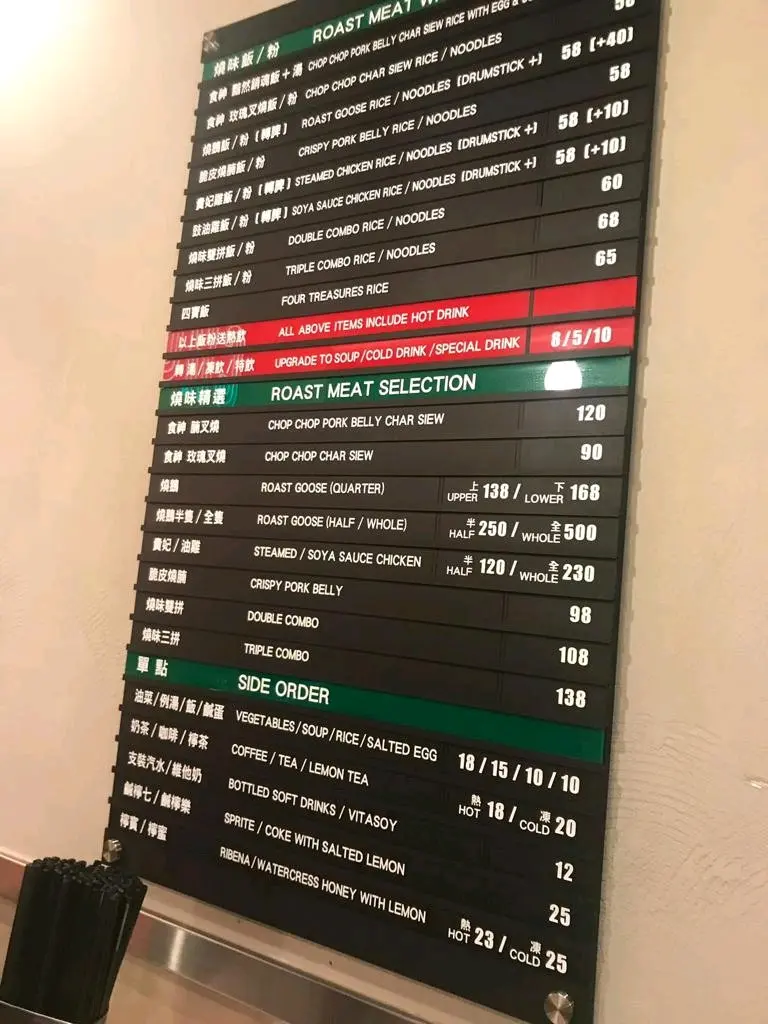 燒味飯/粉 ROAST MEAT
食神 黯然銷魂飯+湯 CHOP CHOP PORK BELLY CHAR SIEW RICE WITH EGG &
食神 玫瑰叉燒飯/粉 CHOP CHOP CHAR SIEW RICE / NOODLES 58
燒鵝飯/粉 (轉髀) ROAST GOOSE RICE / NOODLES (DRUMSTICK +) 58 (+40)
脆皮燒腩飯/粉 CRISPY PORK BELLY RICE / NOODLES 58
貴妃雞飯/粉 (轉髀) STEAMED CHICKEN RICE / NOODLES (DRUMSTICK +) 58 (+10)
豉油雞飯/粉 (轉髀) SOYA SAUCE CHICKEN RICE / NOODLES (DRUMSTICK +) 58 (+10)
燒味雙拼飯/粉 DOUBLE COMBO RICE / NOODLES 60
燒味三拼飯/粉 TRIPLE COMBO RICE / NOODLES 68
四寶飯 FOUR TREASURES RICE 65
以上飯粉送熱飲 ALL ABOVE ITEMS INCLUDE HOT DRINK
轉湯/凍飲/特飲 UPGRADE TO SOUP/COLD DRINK/SPECIAL DRINK 8/5/10
燒味精選 ROAST MEAT SELECTION
食神 腩叉燒 CHOP CHOP PORK BELLY CHAR SIEW 120
食神 玫瑰叉燒 CHOP CHOP CHAR SIEW 90
燒鵝 ROAST GOOSE (QUARTER) 上 UPPER 138 / 下 LOWER 168
燒鵝半隻/全隻 ROAST GOOSE (HALF / WHOLE) 半 HALF 250 / 全 WHOLE 500
貴妃/油雞 STEAMED / SOYA SAUCE CHICKEN 半 HALF 120 / 全 WHOLE 230
脆皮燒腩 CRISPY PORK BELLY 98
燒味雙拼 DOUBLE COMBO 108
燒味三拼 TRIPLE COMBO 138
單點 SIDE ORDER
油菜/例湯/飯/鹹蛋 VEGETABLES/SOUP/RICE/SALTED EGG 18 / 15 / 10 / 10
奶茶/咖啡/檸茶 COFFEE / TEA / LEMON TEA 熱 HOT 18 / 凍 COLD 20
支裝汽水/維他奶 BOTTLED SOFT DRINKS / VITASOY 12
鹹檸七/鹹檸樂 SPRITE / COKE WITH SALTED LEMON 25
檸賓/檸蜜 RIBENA/WATERCRESS HONEY WITH LEMON 熱 HOT 23 / 凍 COLD 25